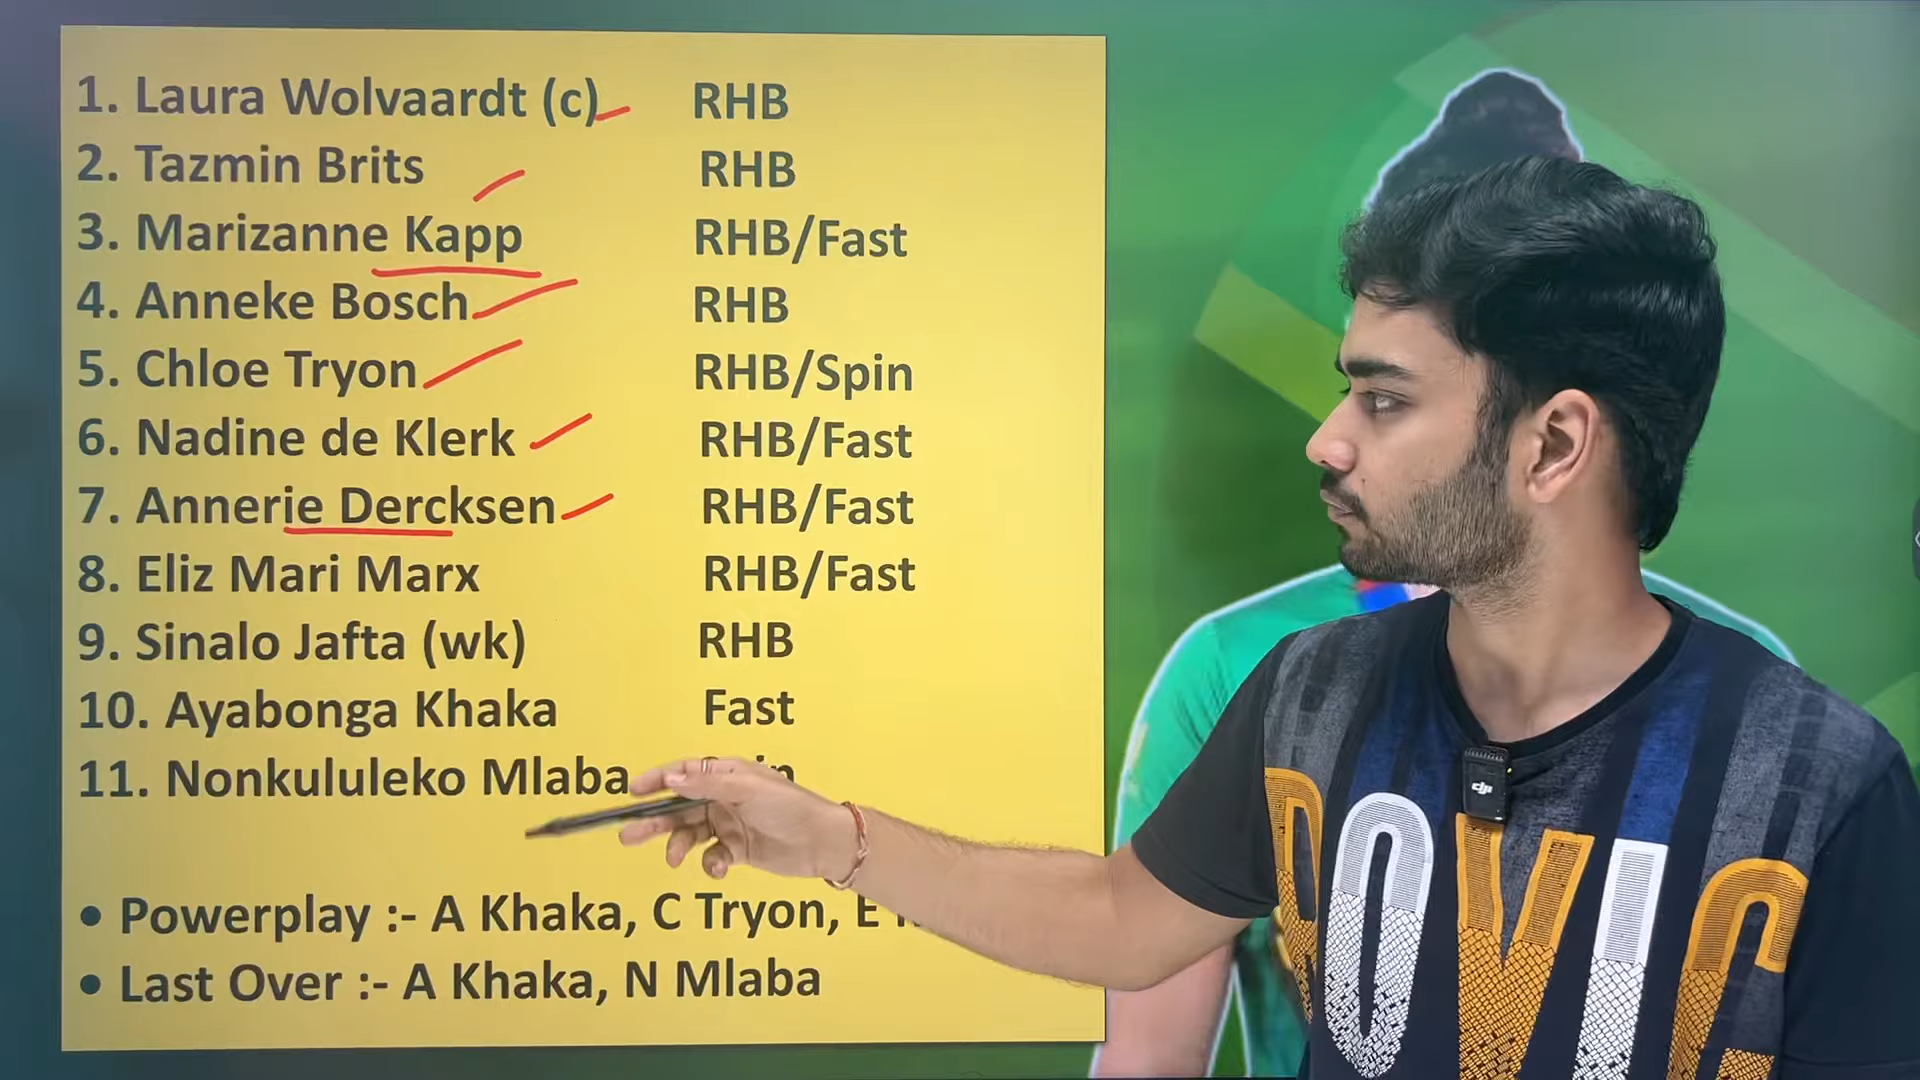 1. Laura Wolvaardt (c) RHB
2. Tazmin Brits RHB
3. Marizanne Kapp RHB/Fast
4. Anneke Bosch RHB
5. Chloe Tryon RHB/Spin
6. Nadine de Klerk RHB/Fast
7. Annerie Dercksen RHB/Fast
8. Eliz Mari Marx RHB/Fast
9. Sinalo Jafta (wk) RHB
10. Ayabonga Khaka Fast
11. Nonkululeko Mlaba
• Powerplay :- A Khaka, C Tryon, E
• Last Over :- A Khaka, N Mlaba
dji